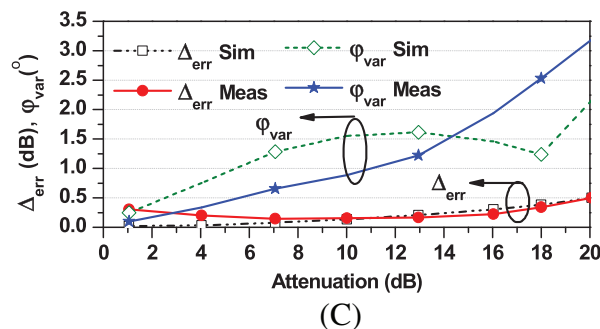 3.5
3.0
2.5
2.0
1.5
1.0
0.5
0.0
Δerr (dB), φvar(°)
Δerr Sim
φvar Sim
Δerr Meas
φvar Meas
φvar
Δerr
0 2 4 6 8 10 12 14 16 18 20
Attenuation (dB)
(C)